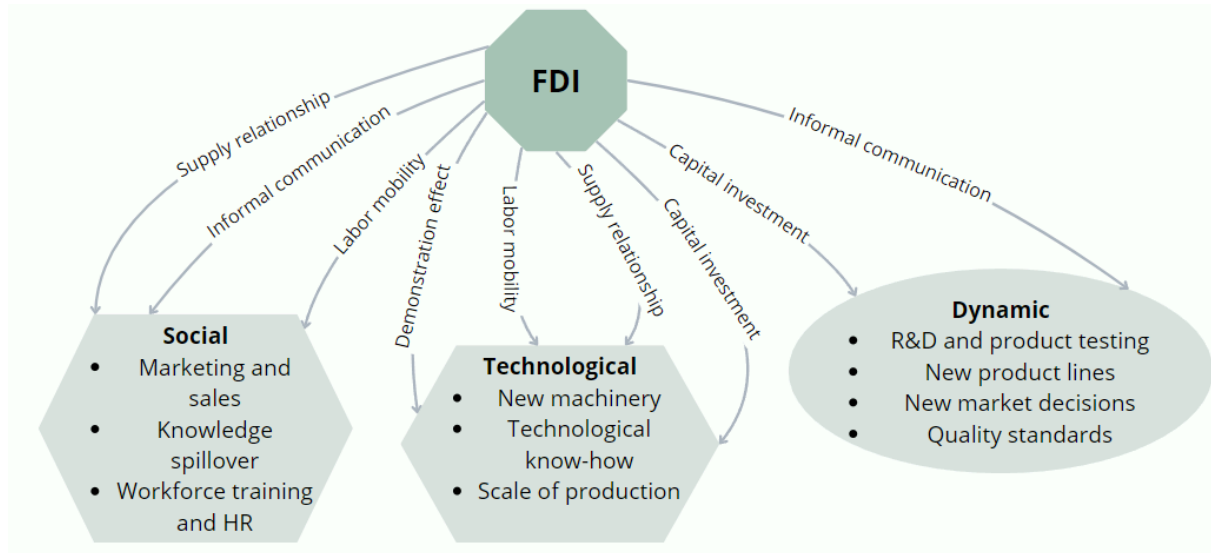 FDI
Supply relationship
Informal communication
Labor mobility
Demonstration effect
Labor mobility
Supply relationship
Capital investment
Capital investment
Informal communication
Social
• Marketing and
sales
• Knowledge
spillover
• Workforce training
and HR
Technological
• New machinery
• Technological
know-how
• Scale of production
Dynamic
• R&D and product testing
• New product lines
• New market decisions
• Quality standards